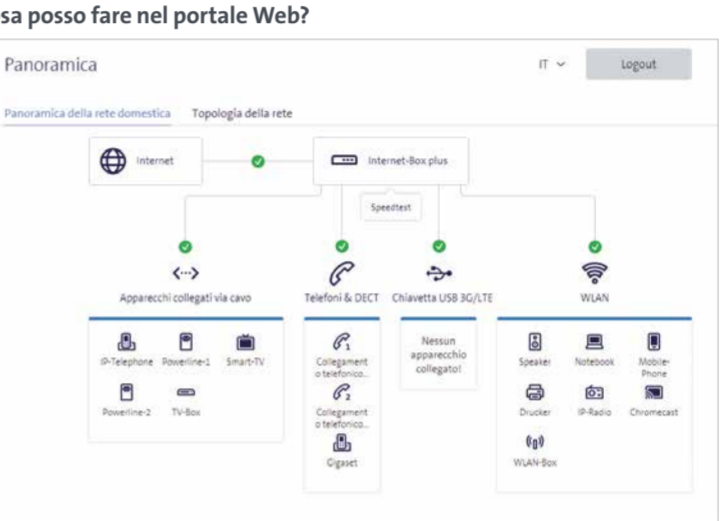 sa posso fare nel portale Web?
Panoramica
IT
Logout
Panoramica della rete domestica
Topologia della rete
Internet
Internet-Box plus
Speedtest
Apparecchi collegati via cavo
Telefoni & DECT
Chiavetta USB 3G/LTE
WLAN
IP-Telephone
Powerline-1
Smart-TV
Powerline-2
TV-Box
1
Collegament
o telefonico...
2
Collegament
o telefonico...
Gigaset
Nessun
apparecchio
collegato!
Speaker
Notebook
Mobile-
Phone
Drucker
IP-Radio
Chromecast
WLAN-Box